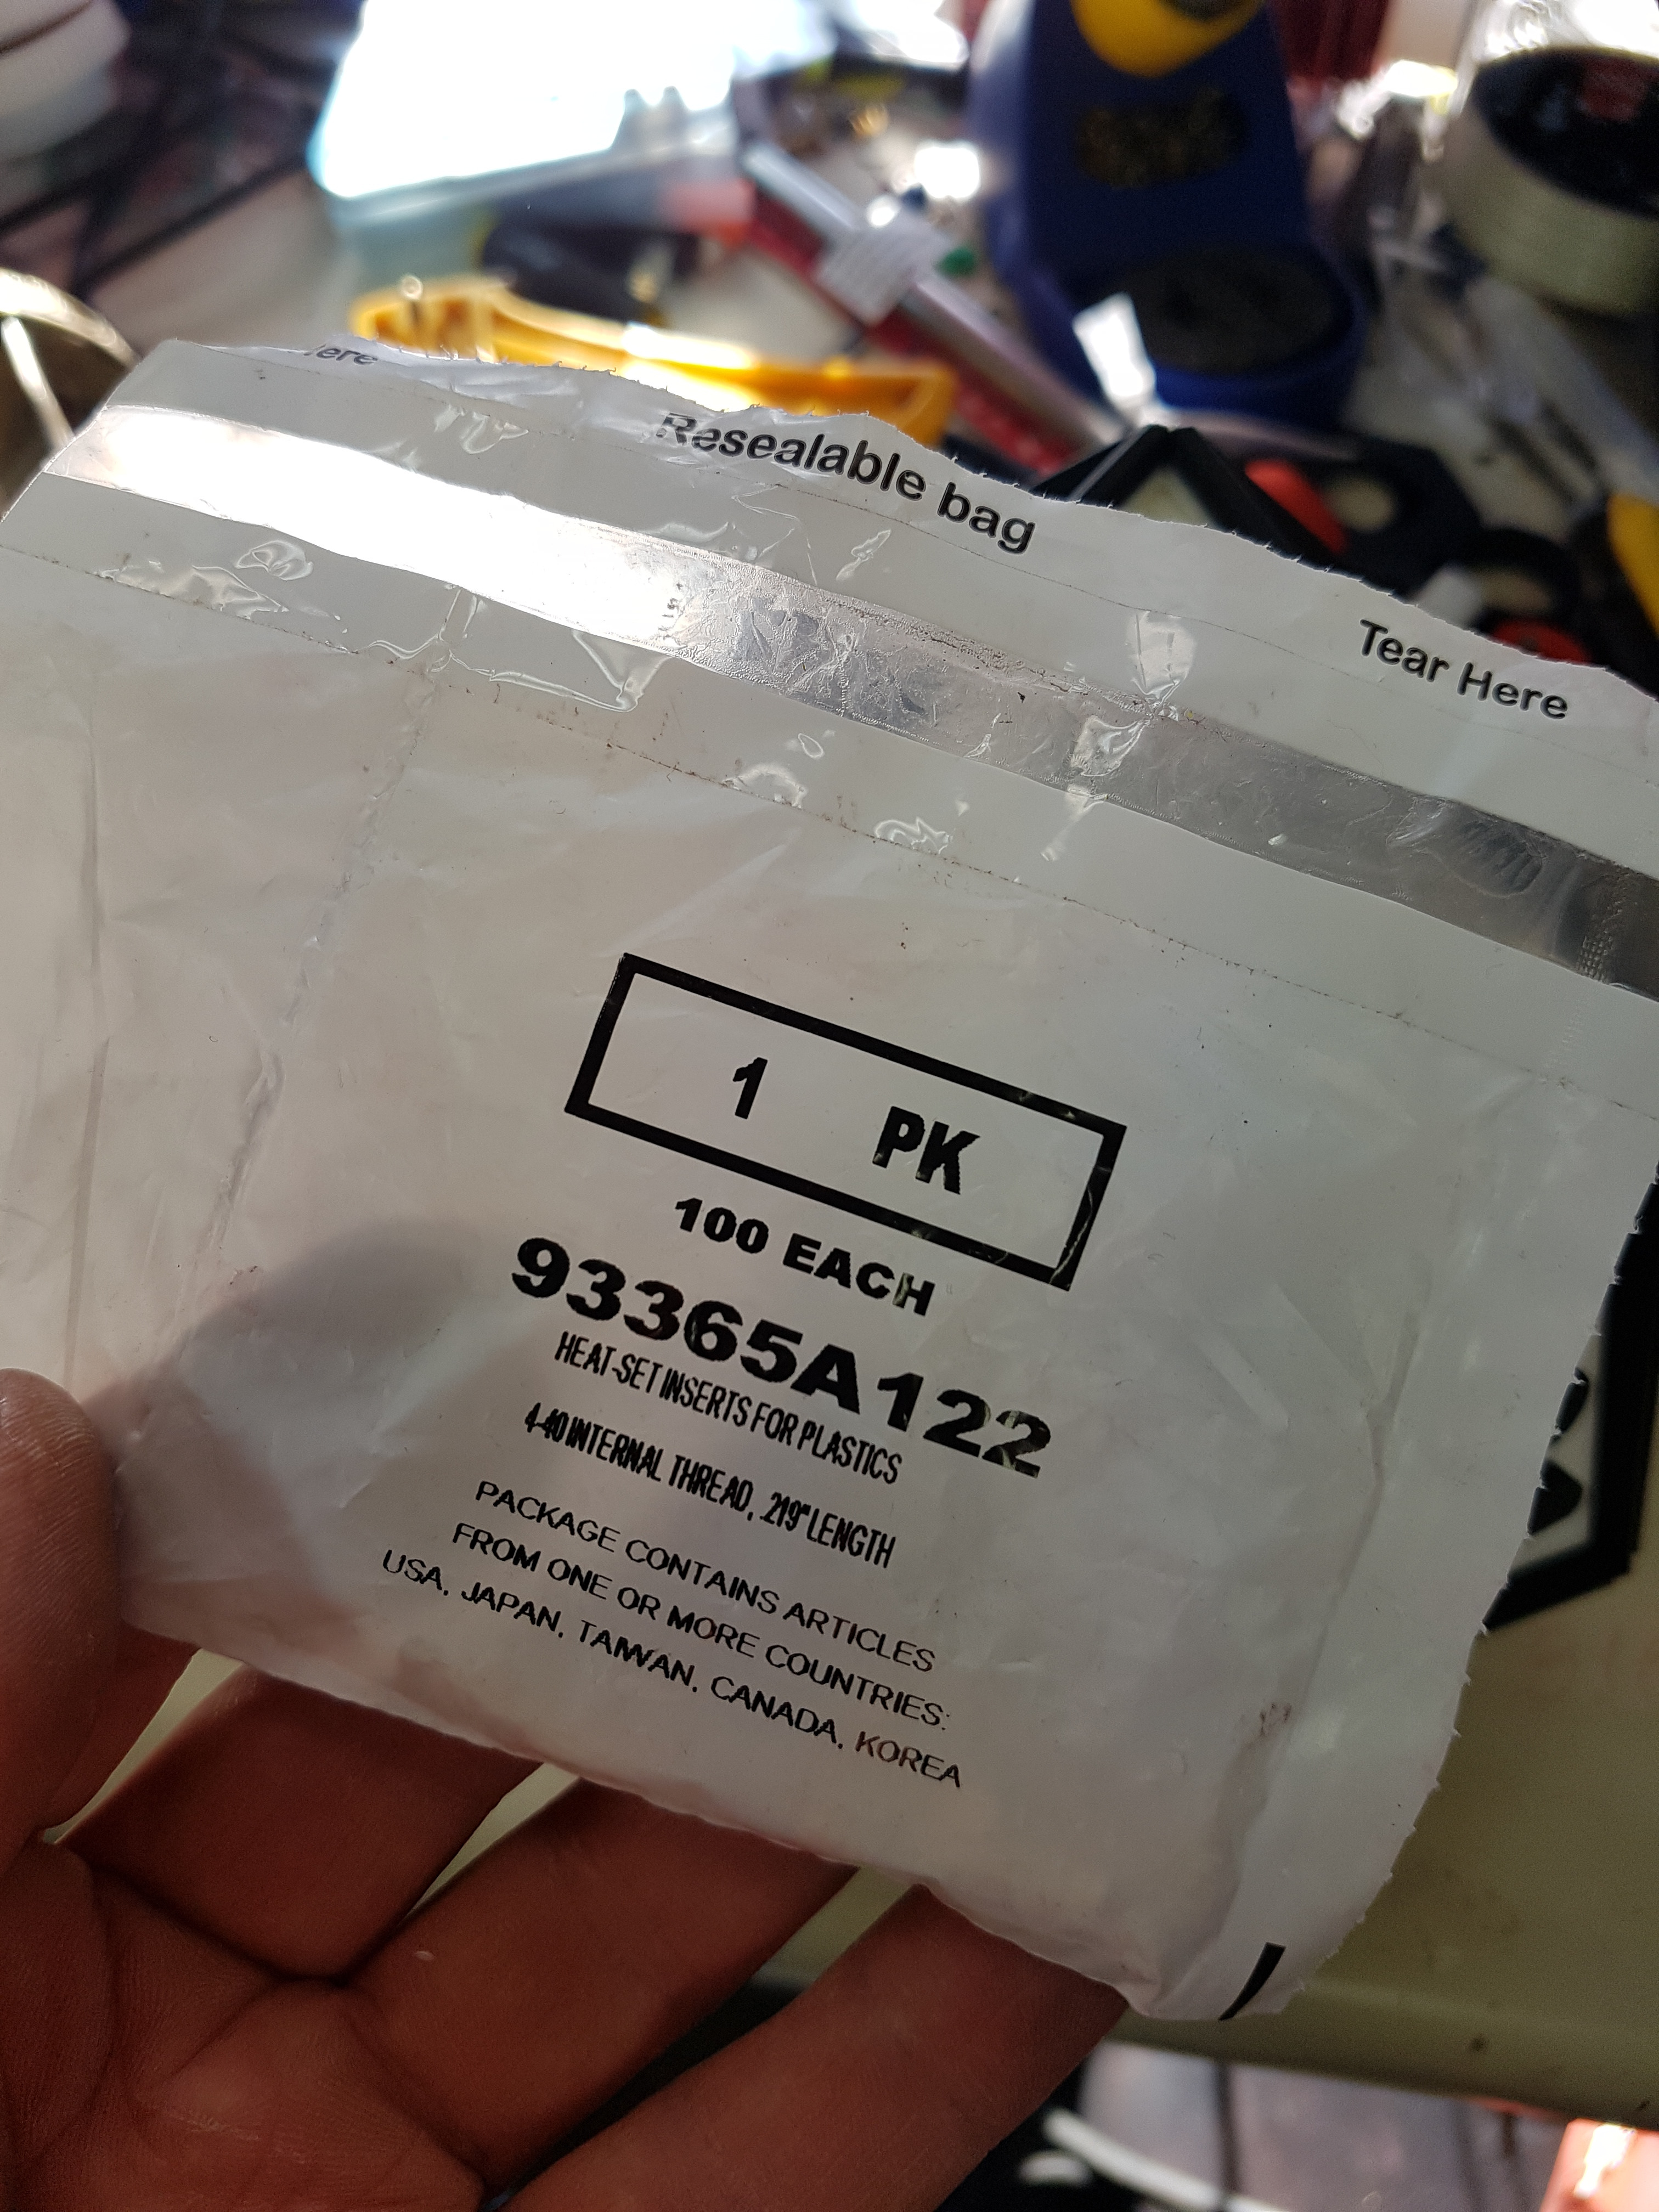 Resealable bag
Tear Here
1 PK
100 EACH
93365A122
HEAT-SET INSERTS FOR PLASTICS
4-40 INTERNAL THREAD, .219" LENGTH
PACKAGE CONTAINS ARTICLES
FROM ONE OR MORE COUNTRIES:
USA, JAPAN, TAIWAN, CANADA, KOREA